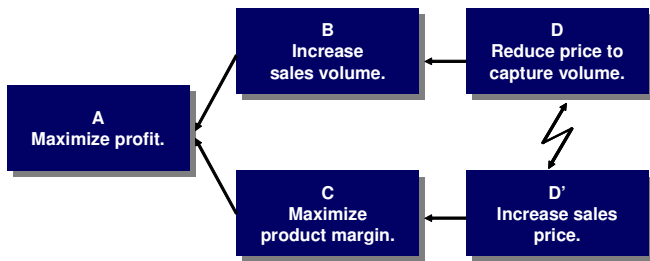 A
Maximize profit.
B
Increase
sales volume.
C
Maximize
product margin.
D
Reduce price to
capture volume.
D’
Increase sales
price.